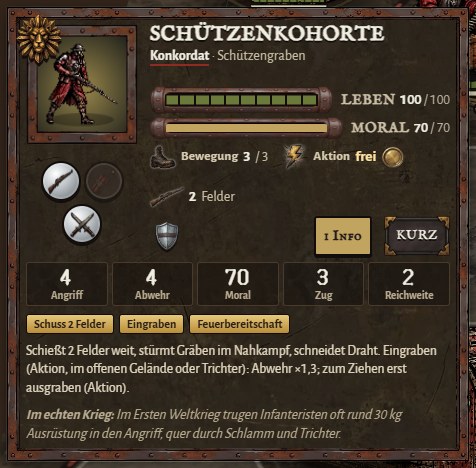 SCHÜTZENKOHORTE
Konkordat · Schützengraben
LEBEN 100/100
MORAL 70/70
Bewegung 3/3 Aktion frei
2 Felder
1 INFO
KURZ
4 4 70 3 2
Angriff Abwehr Moral Zug Reichweite
Schuss 2 Felder Eingraben Feuerbereitschaft
Schießt 2 Felder weit, stürmt Gräben im Nahkampf, schneidet Draht. Eingraben
(Aktion, im offenen Gelände oder Trichter): Abwehr ×1,3; zum Ziehen erst
ausgraben (Aktion).
Im echten Krieg: Im Ersten Weltkrieg trugen Infanteristen oft rund 30 kg
Ausrüstung in den Angriff, quer durch Schlamm und Trichter.